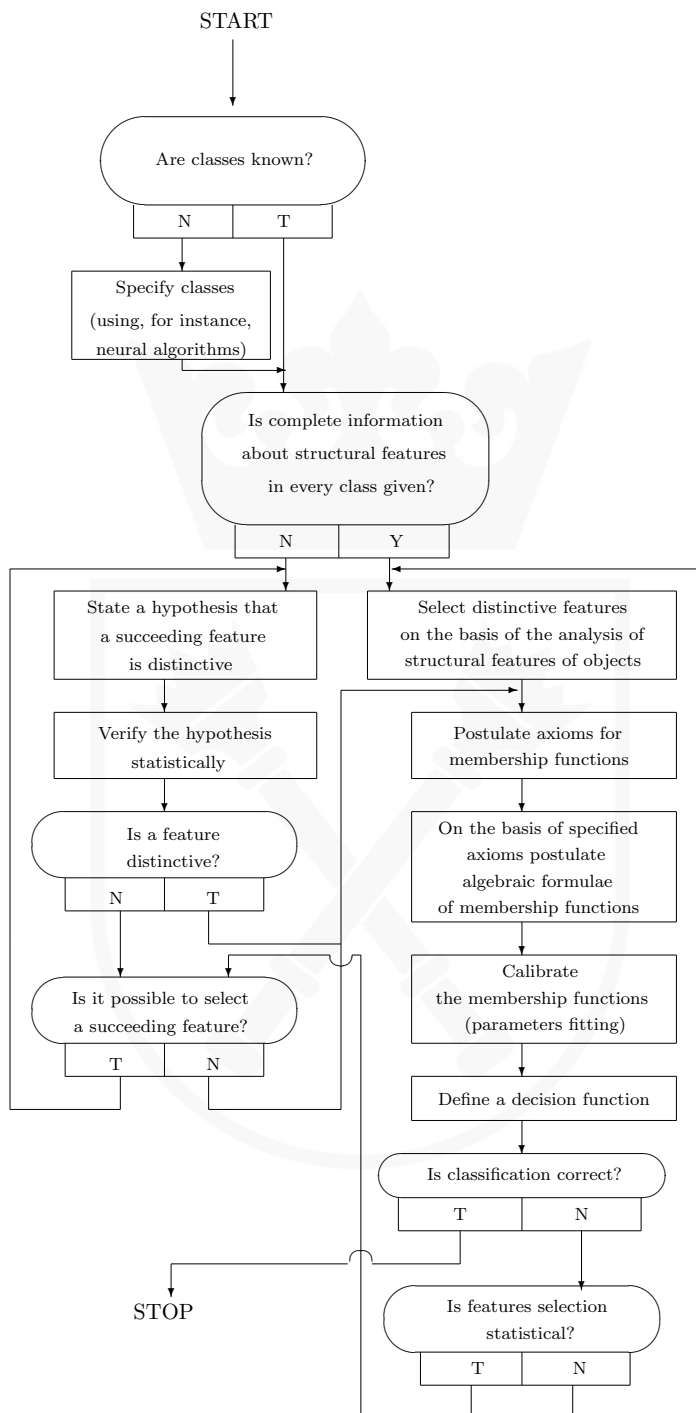 START
Are classes known?
N T
Specify classes
(using, for instance,
neural algorithms)
Is complete information
about structural features
in every class given?
N Y
State a hypothesis that
a succeeding feature
is distinctive
Select distinctive features
on the basis of the analysis of
structural features of objects
Verify the hypothesis
statistically
Postulate axioms for
membership functions
Is a feature
distinctive?
N T
On the basis of specified
axioms postulate
algebraic formulae
of membership functions
Is it possible to select
a succeeding feature?
T N
Calibrate
the membership functions
(parameters fitting)
Define a decision function
Is classification correct?
T N
STOP
Is features selection
statistical?
T N